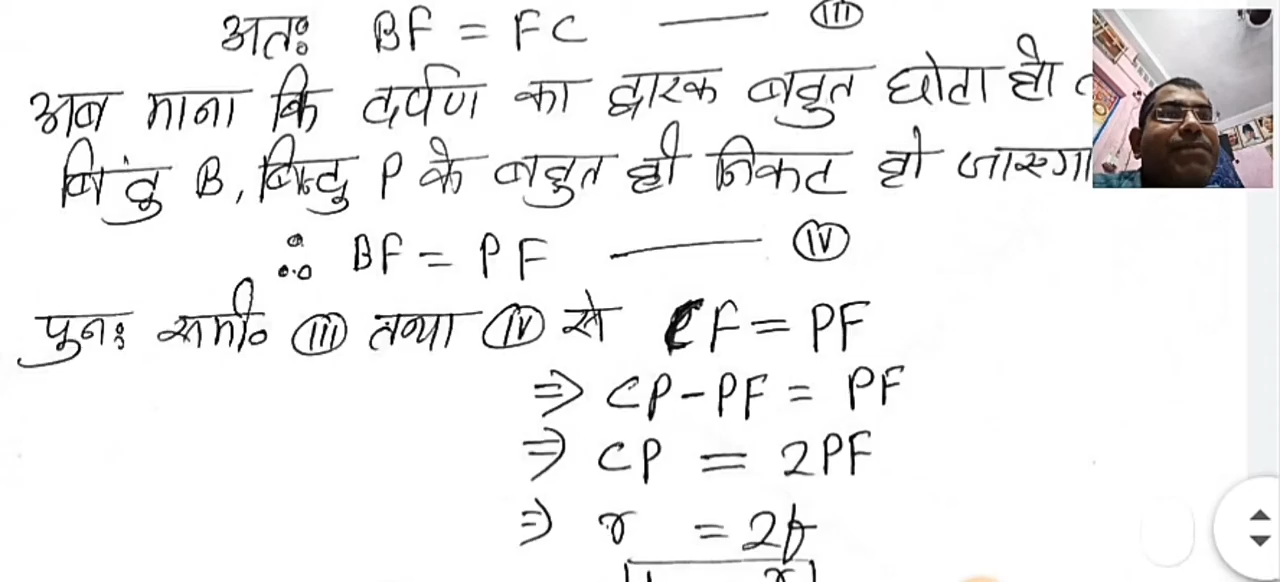 अतः BF = FC —— (III)
अब माना कि दर्पण का द्वारक बहुत छोटा हो
बिंदु B, बिन्दु P के बहुत ही निकट हो जाएगा
∴ BF = PF —— (IV)
पुनः समी० (III) तथा (IV) से CF = PF
⇒ CP - PF = PF
⇒ CP = 2PF
⇒ r = 2f